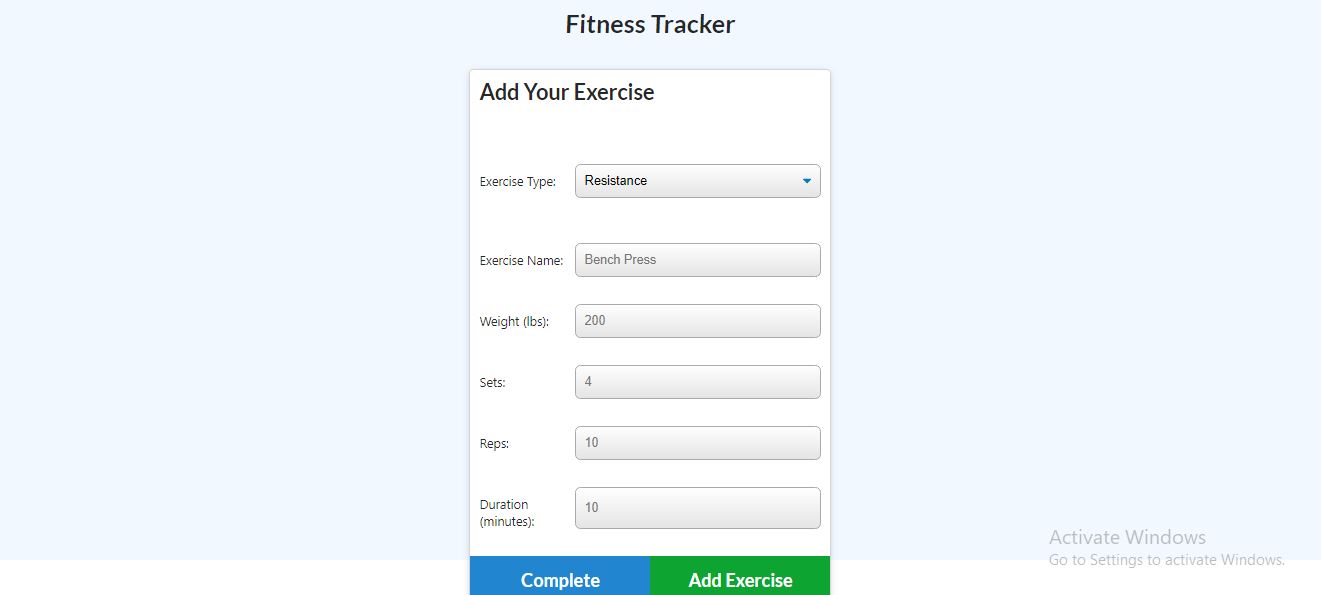 Fitness Tracker
Add Your Exercise
Exercise Type: Resistance
Exercise Name: Bench Press
Weight (lbs): 200
Sets: 4
Reps: 10
Duration
(minutes): 10
Complete Add Exercise
Activate Windows
Go to Settings to activate Windows.